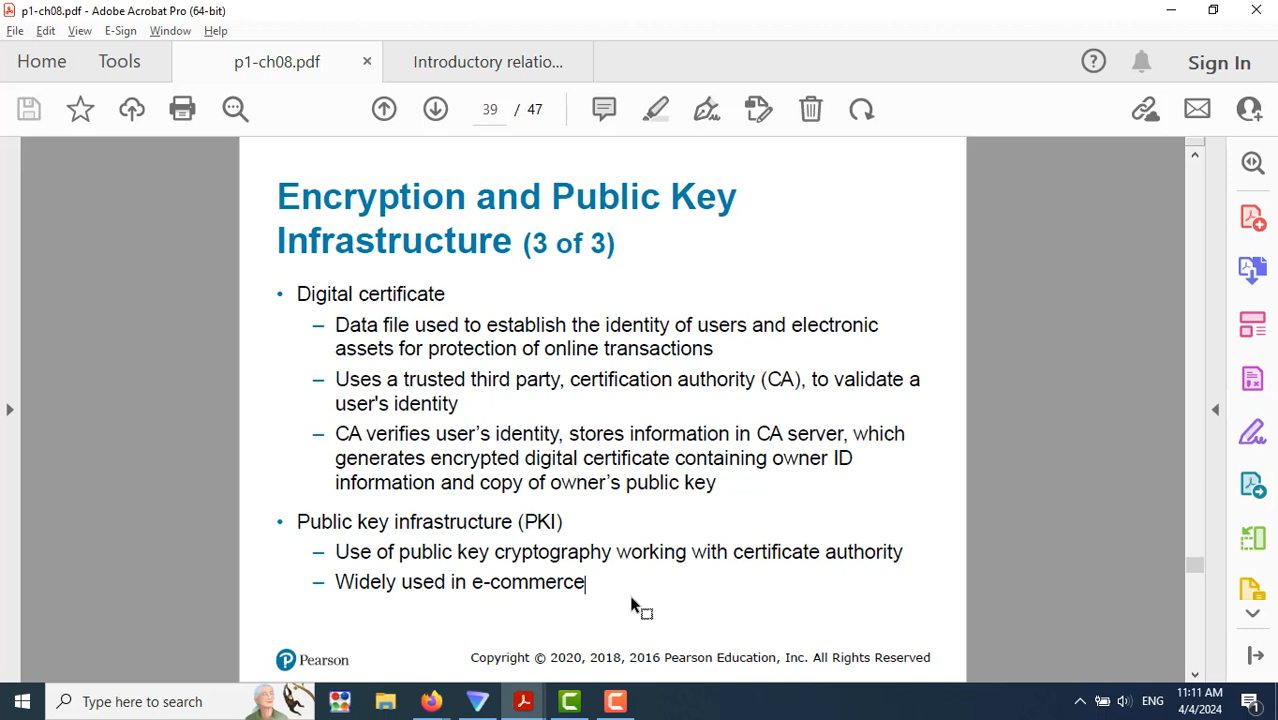 p1-ch08.pdf - Adobe Acrobat Pro (64-bit)
File Edit View E-Sign Window Help
Home Tools p1-ch08.pdf × Introductory relatio...
Sign In
39 / 47
Encryption and Public Key
Infrastructure (3 of 3)
• Digital certificate
– Data file used to establish the identity of users and electronic
assets for protection of online transactions
– Uses a trusted third party, certification authority (CA), to validate a
user's identity
– CA verifies user’s identity, stores information in CA server, which
generates encrypted digital certificate containing owner ID
information and copy of owner’s public key
• Public key infrastructure (PKI)
– Use of public key cryptography working with certificate authority
– Widely used in e-commerce
Pearson
Copyright © 2020, 2018, 2016 Pearson Education, Inc. All Rights Reserved
Type here to search
ENG
11:11 AM
4/4/2024
1